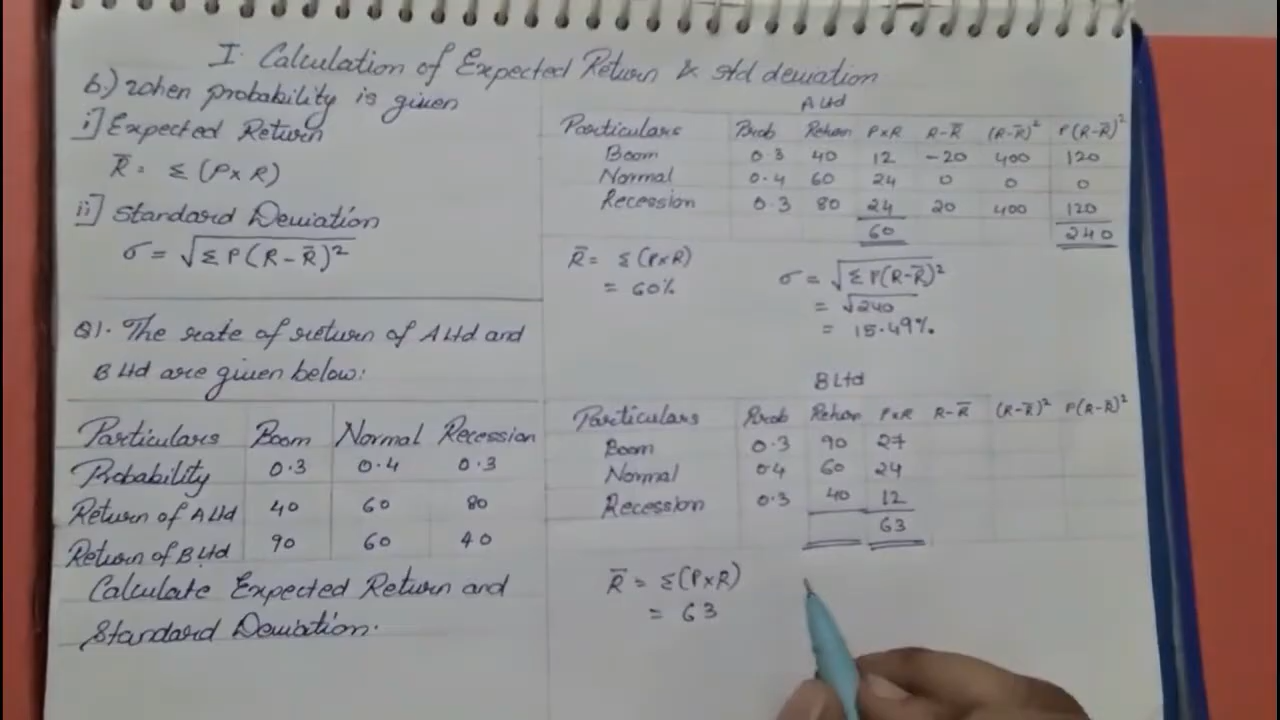 I. Calculation of Expected Return & std deviation
b.) When probability is given
i] Expected Return
R̄ = Σ (P x R)
ii] Standard Deviation
σ = √Σ P(R-R̄)²
Q1. The rate of return of A Ltd and
B Ltd are given below:
Particulars Boom Normal Recession
Probability 0.3 0.4 0.3
Return of A Ltd 40 60 80
Return of B Ltd 90 60 40
Calculate Expected Return and
Standard Deviation.
A Ltd
Particulars Prob Return PxR R-R̄ (R-R̄)² P(R-R̄)²
Boom 0.3 40 12 -20 400 120
Normal 0.4 60 24 0 0 0
Recession 0.3 80 24 20 400 120
60 240
R̄ = Σ(PxR)
= 60%
σ = √Σ P(R-R̄)²
= √240
= 15.49%
B Ltd
Particulars Prob Return PxR R-R̄ (R-R̄)² P(R-R̄)²
Boom 0.3 90 27
Normal 0.4 60 24
Recession 0.3 40 12
63
R̄ = Σ(PxR)
= 63